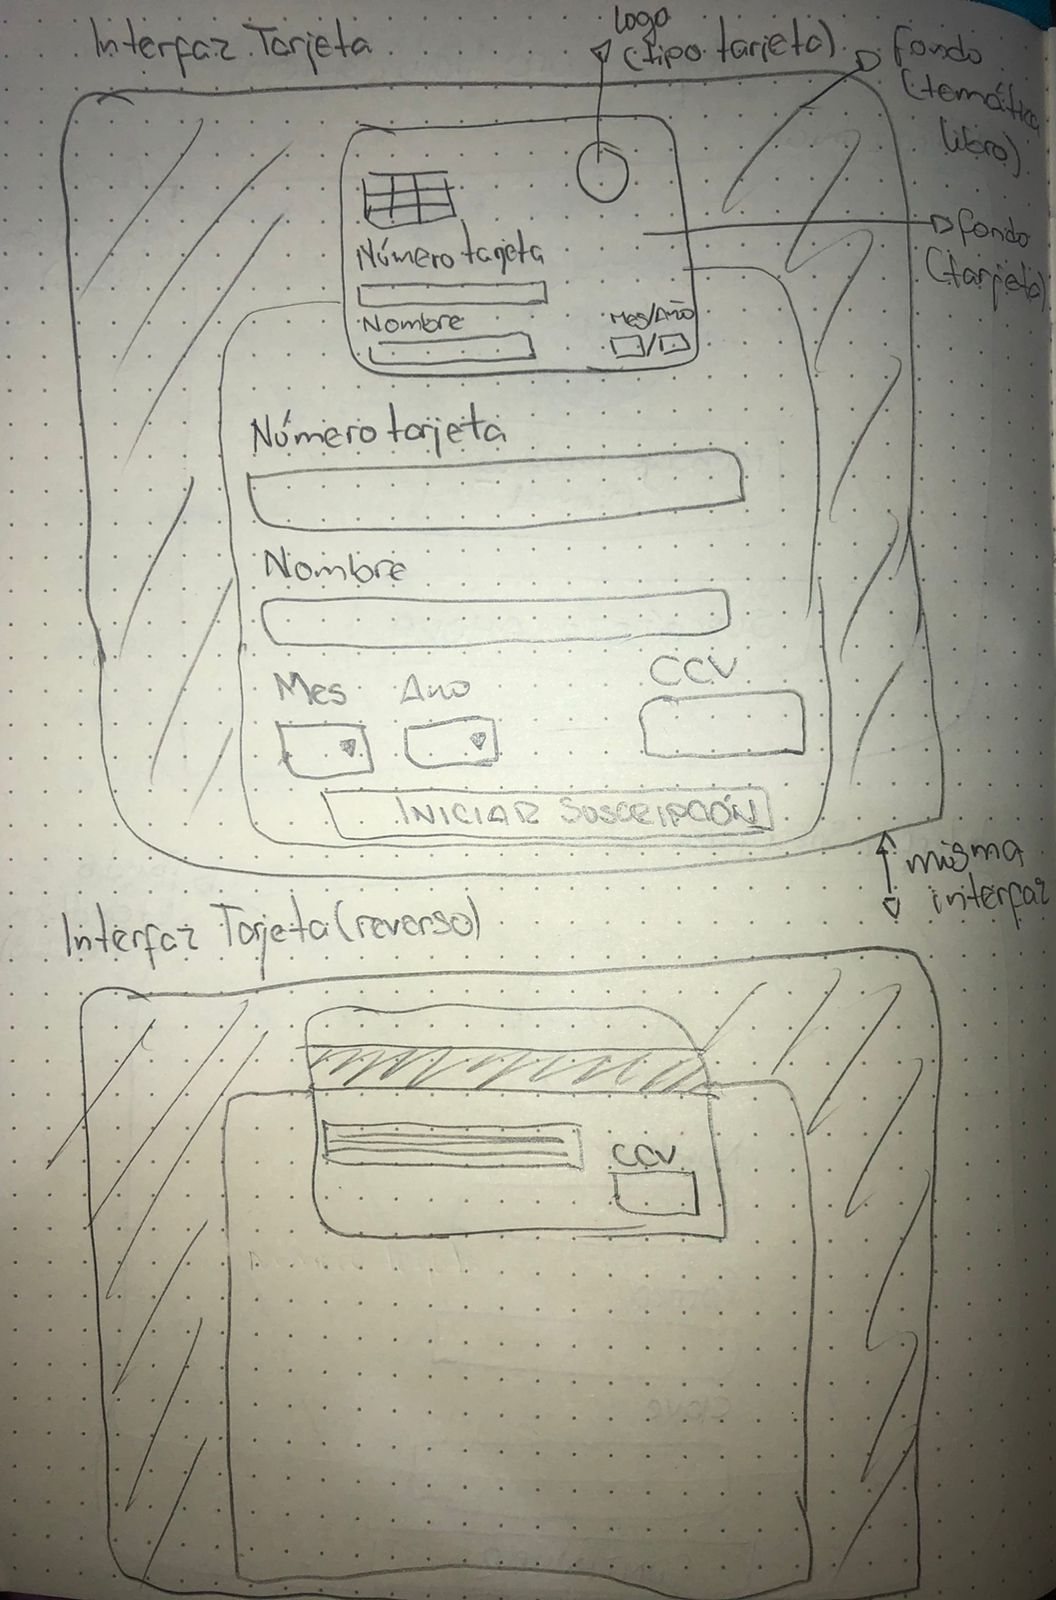 Interfaz Tarjeta
Logo
(tipo tarjeta)
fondo
(temática
libro)
fondo
(tarjeta)
Número tarjeta
Nombre
Mes/Año
/
Número tarjeta
Nombre
Mes
Año
CCV
INICIAR SUSCRIPCIÓN
misma
interfaz
Interfaz Tarjeta (reverso)
CCV